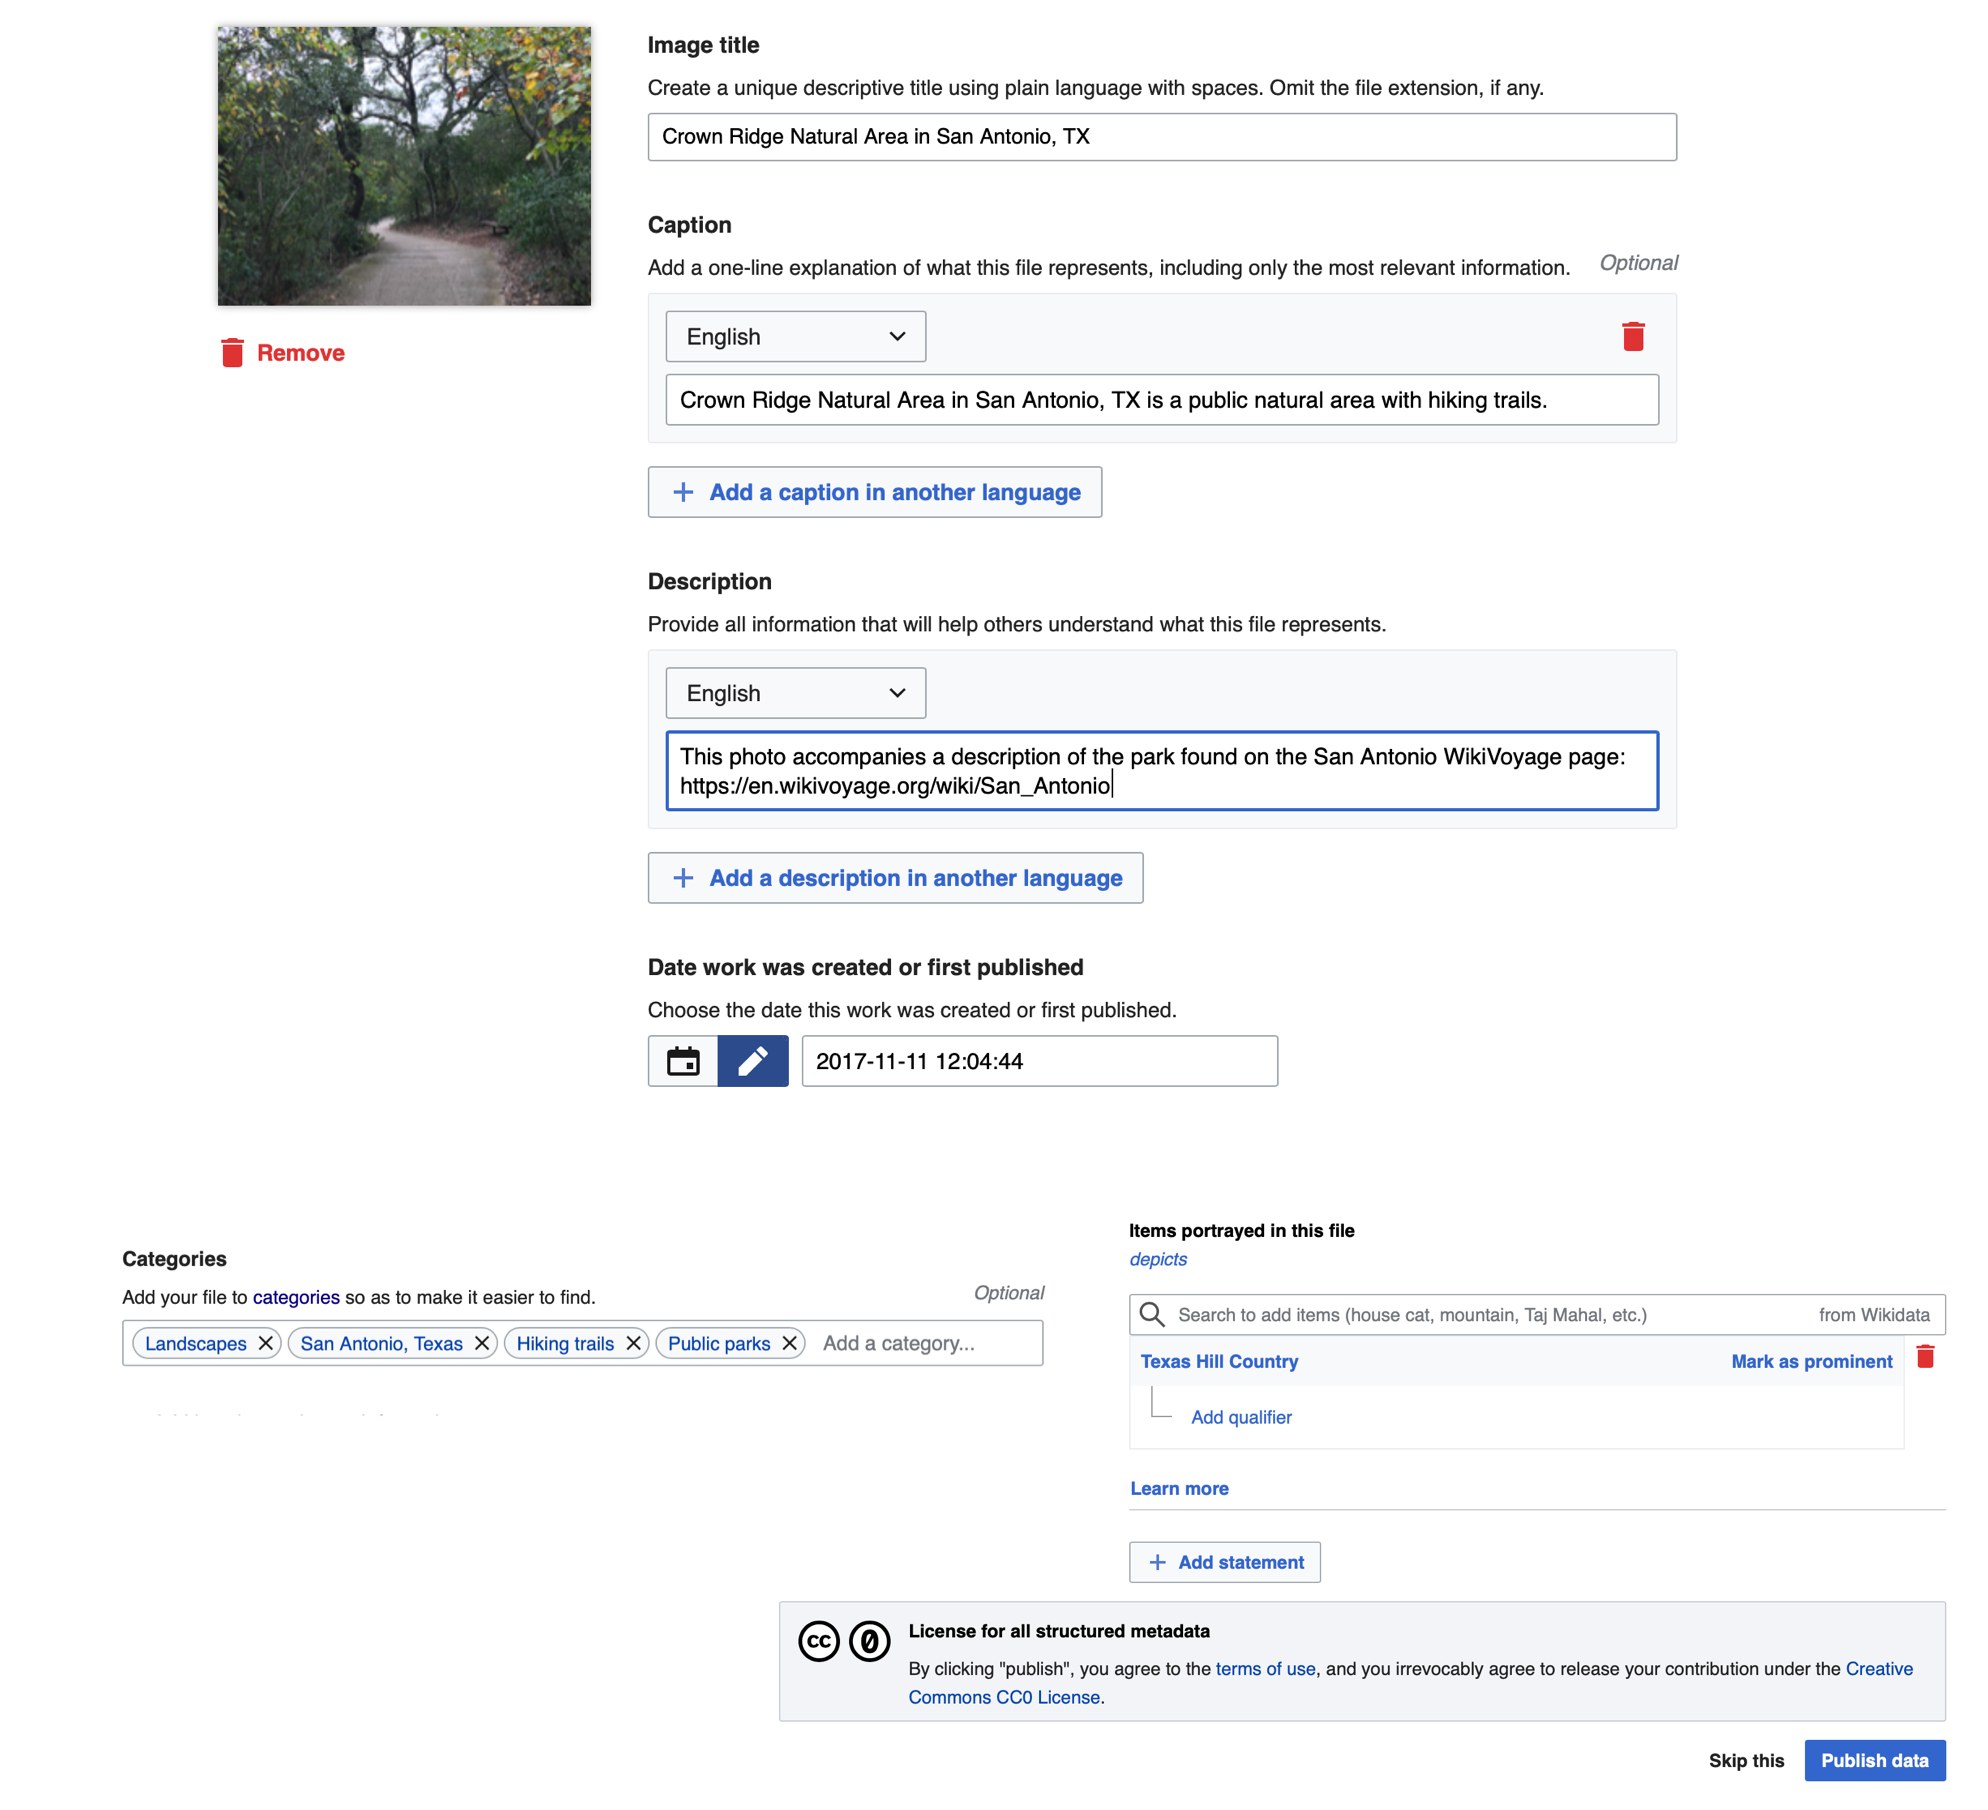 Image title
Create a unique descriptive title using plain language with spaces. Omit the file extension, if any.
Crown Ridge Natural Area in San Antonio, TX
Remove
Caption
Add a one-line explanation of what this file represents, including only the most relevant information.
Optional
English
Crown Ridge Natural Area in San Antonio, TX is a public natural area with hiking trails.
+ Add a caption in another language
Description
Provide all information that will help others understand what this file represents.
English
This photo accompanies a description of the park found on the San Antonio WikiVoyage page:
https://en.wikivoyage.org/wiki/San_Antonio
+ Add a description in another language
Date work was created or first published
Choose the date this work was created or first published.
2017-11-11 12:04:44
Categories
Add your file to categories so as to make it easier to find.
Optional
Landscapes × San Antonio, Texas × Hiking trails × Public parks × Add a category...
Items portrayed in this file
depicts
Search to add items (house cat, mountain, Taj Mahal, etc.) from Wikidata
Texas Hill Country Mark as prominent
Add qualifier
Learn more
+ Add statement
cc 0 License for all structured metadata
By clicking "publish", you agree to the terms of use, and you irrevocably agree to release your contribution under the Creative
Commons CC0 License.
Skip this Publish data